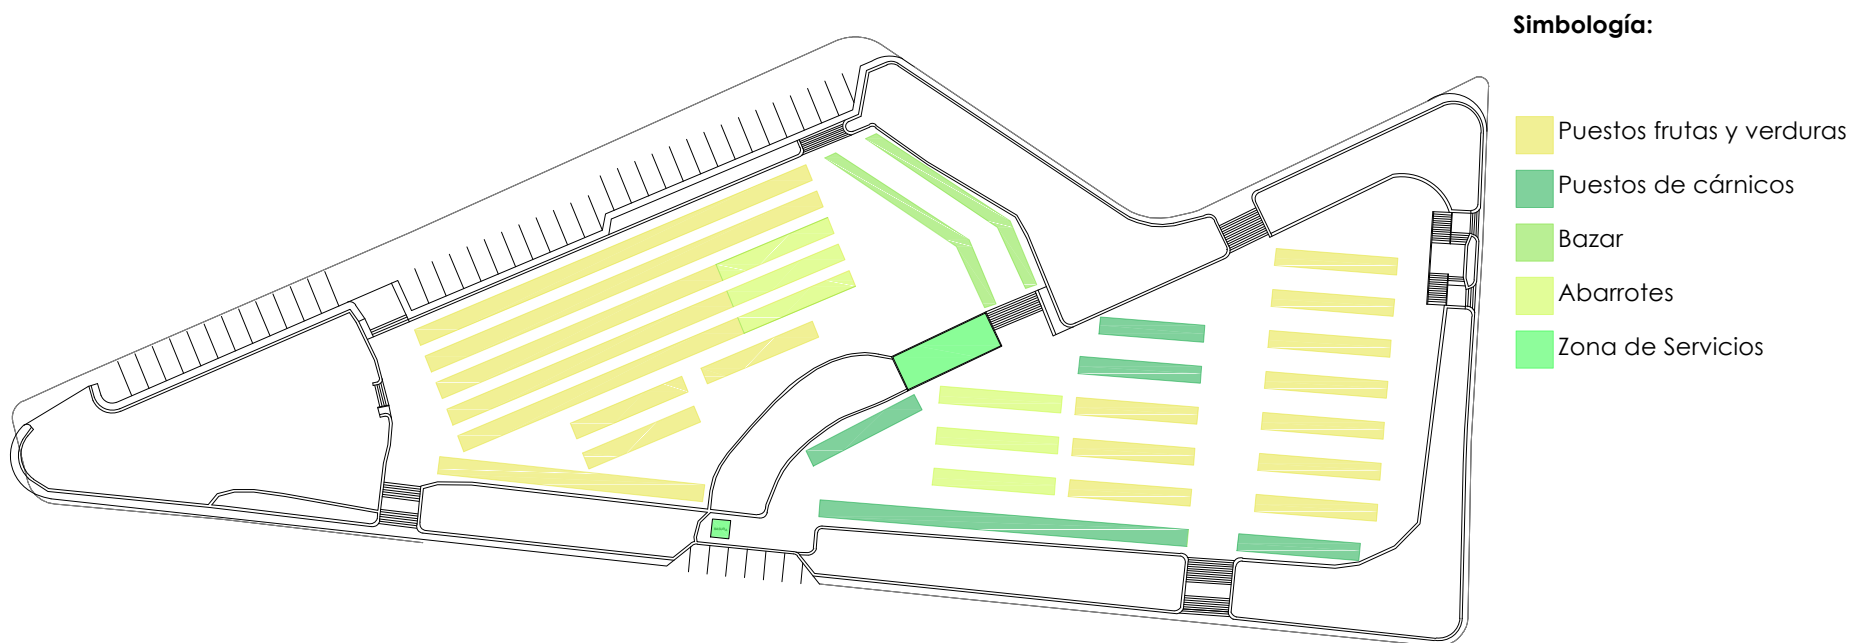 Simbología:
Puestos frutas y verduras
Puestos de cárnicos
Bazar
Abarrotes
Zona de Servicios